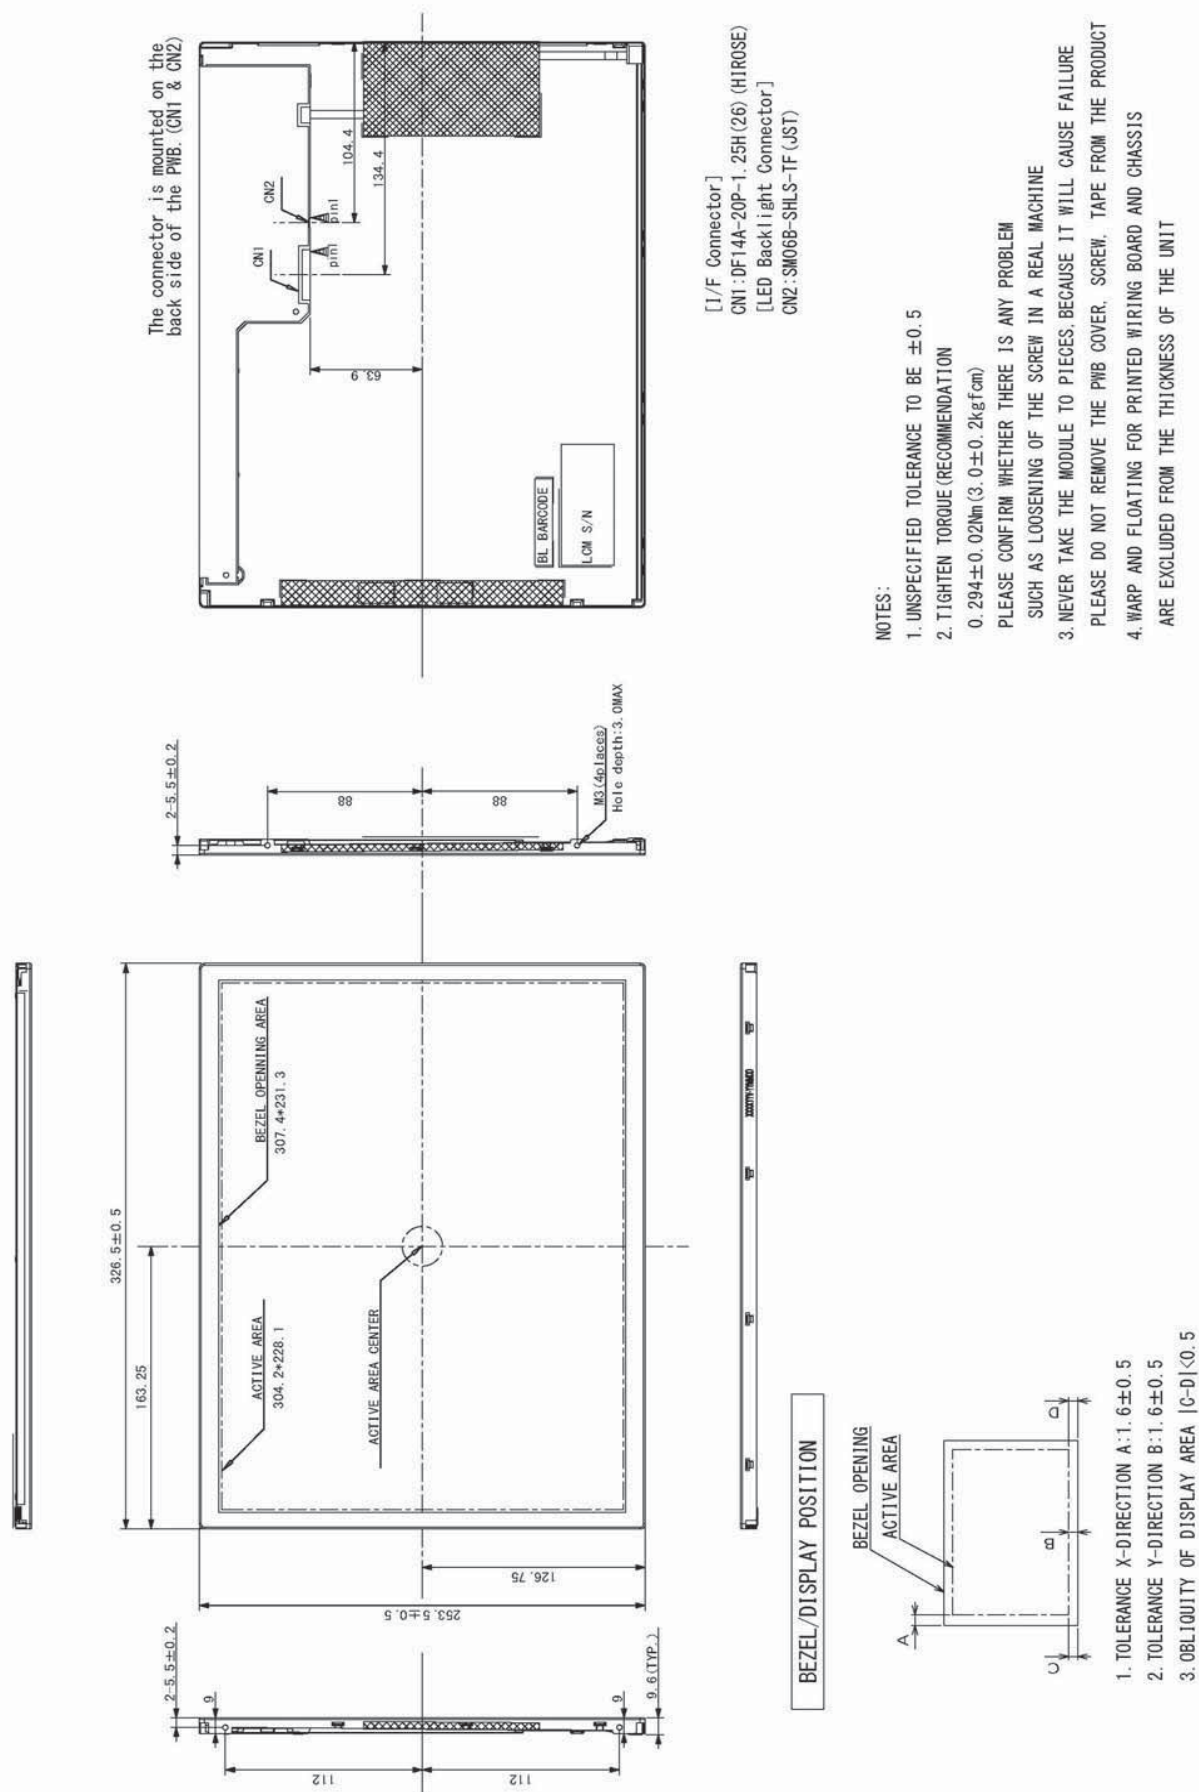 326.5±0.5
163.25
ACTIVE AREA
304.2*228.1
BEZEL OPENNING AREA
307.4*231.3
ACTIVE AREA CENTER
253.5±0.5
126.75
2-5.5±0.2
9
112
112
9
9.6(TYP.)
2-5.5±0.2
88
88
M3(4places)
Hole depth:3.0MAX
The connector is mounted on the
back side of the PWB.(CN1 & CN2)
CN1
CN2
pin1
pin1
104.4
134.4
63.9
BL BARCODE
LCM S/N
[I/F Connector]
CN1:DF14A-20P-1.25H(26)(HIROSE)
[LED Backlight Connector]
CN2:SM06B-SHLS-TF(JST)
BEZEL/DISPLAY POSITION
BEZEL OPENING
ACTIVE AREA
A
B
C
D
1.TOLERANCE X-DIRECTION A:1.6±0.5
2.TOLERANCE Y-DIRECTION B:1.6±0.5
3.OBLIQUITY OF DISPLAY AREA |C-D|<0.5
NOTES:
1.UNSPECIFIED TOLERANCE TO BE ±0.5
2.TIGHTEN TORQUE(RECOMMENDATION
0.294±0.02Nm(3.0±0.2kgfcm)
PLEASE CONFIRM WHETHER THERE IS ANY PROBLEM
SUCH AS LOOSENING OF THE SCREW IN A REAL MACHINE
3.NEVER TAKE THE MODULE TO PIECES,BECAUSE IT WILL CAUSE FAILURE
PLEASE DO NOT REMOVE THE PWB COVER, SCREW, TAPE FROM THE PRODUCT
4.WARP AND FLOATING FOR PRINTED WIRING BOARD AND CHASSIS
ARE EXCLUDED FROM THE THICKNESS OF THE UNIT